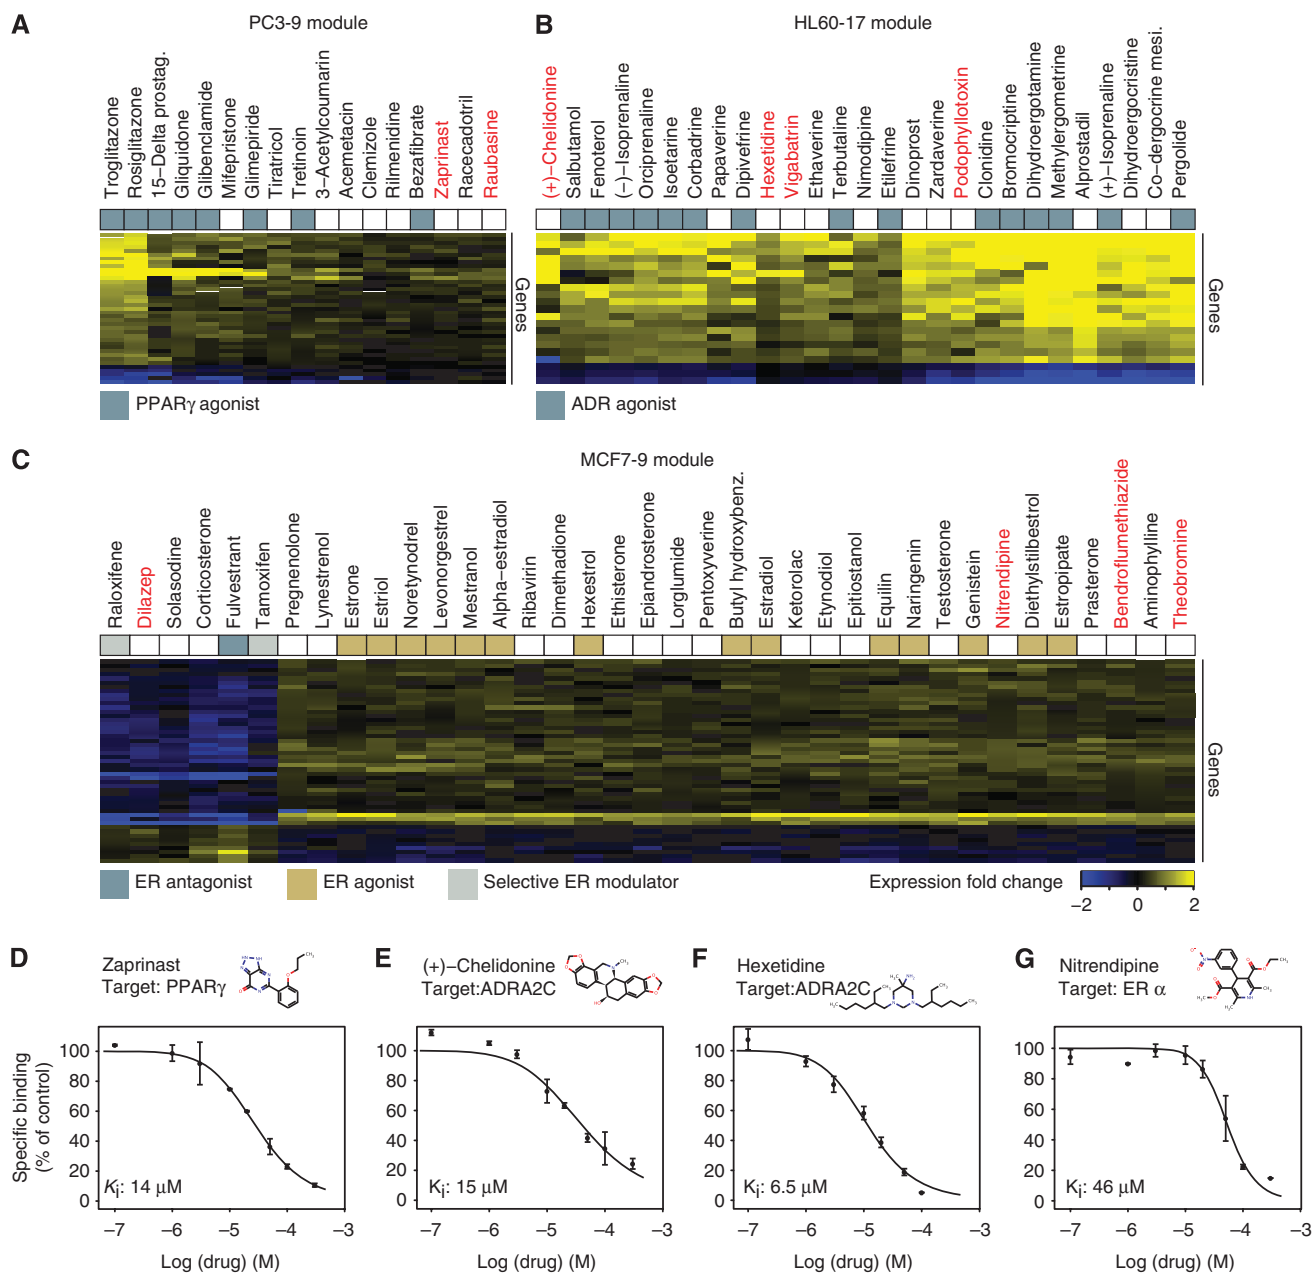 A
PC3-9 module
Troglitazone
Rosiglitazone
15–Delta prostag.
Gliquidone
Glibenclamide
Mifepristone
Glimepiride
Tiratricol
Tretinoin
3–Acetylcoumarin
Acemetacin
Clemizole
Rilmenidine
Bezafibrate
Zaprinast
Racecadotril
Raubasine
Genes
PPARγ agonist
B
HL60-17 module
(+)–Chelidonine
Salbutamol
Fenoterol
(–)–Isoprenaline
Orciprenaline
Isoetarine
Corbadrine
Papaverine
Dipivefrine
Hexetidine
Vigabatrin
Ethaverine
Terbutaline
Nimodipine
Etilefrine
Dinoprost
Zardaverine
Podophyllotoxin
Clonidine
Bromocriptine
Dihydroergotamine
Methylergometrine
Alprostadil
(+)–Isoprenaline
Dihydroergocristine
Co–dergocrine mesi.
Pergolide
Genes
ADR agonist
C
MCF7-9 module
Raloxifene
Dilazep
Solasodine
Corticosterone
Fulvestrant
Tamoxifen
Pregnenolone
Lynestrenol
Estrone
Estriol
Noretynodrel
Levonorgestrel
Mestranol
Alpha–estradiol
Ribavirin
Dimethadione
Hexestrol
Ethisterone
Epiandrosterone
Lorglumide
Pentoxyverine
Butyl hydroxybenz.
Estradiol
Ketorolac
Etynodiol
Epitiostanol
Equilin
Naringenin
Testosterone
Genistein
Nitrendipine
Diethylstilbestrol
Estropipate
Prasterone
Bendroflumethiazide
Aminophylline
Theobromine
Genes
ER antagonist
ER agonist
Selective ER modulator
Expression fold change
–2 0 2
D
Zaprinast
Target: PPARγ
Specific binding
(% of control)
100
80
60
40
20
0
Ki: 14 μM
–7 –6 –5 –4 –3
Log (drug) (M)
E
(+)–Chelidonine
Target:ADRA2C
100
80
60
40
20
0
Ki: 15 μM
–7 –6 –5 –4 –3
Log (drug) (M)
F
Hexetidine
Target:ADRA2C
100
80
60
40
20
0
Ki: 6.5 μM
–7 –6 –5 –4 –3
Log (drug) (M)
G
Nitrendipine
Target: ER α
100
80
60
40
20
0
Ki: 46 μM
–7 –6 –5 –4 –3
Log (drug) (M)